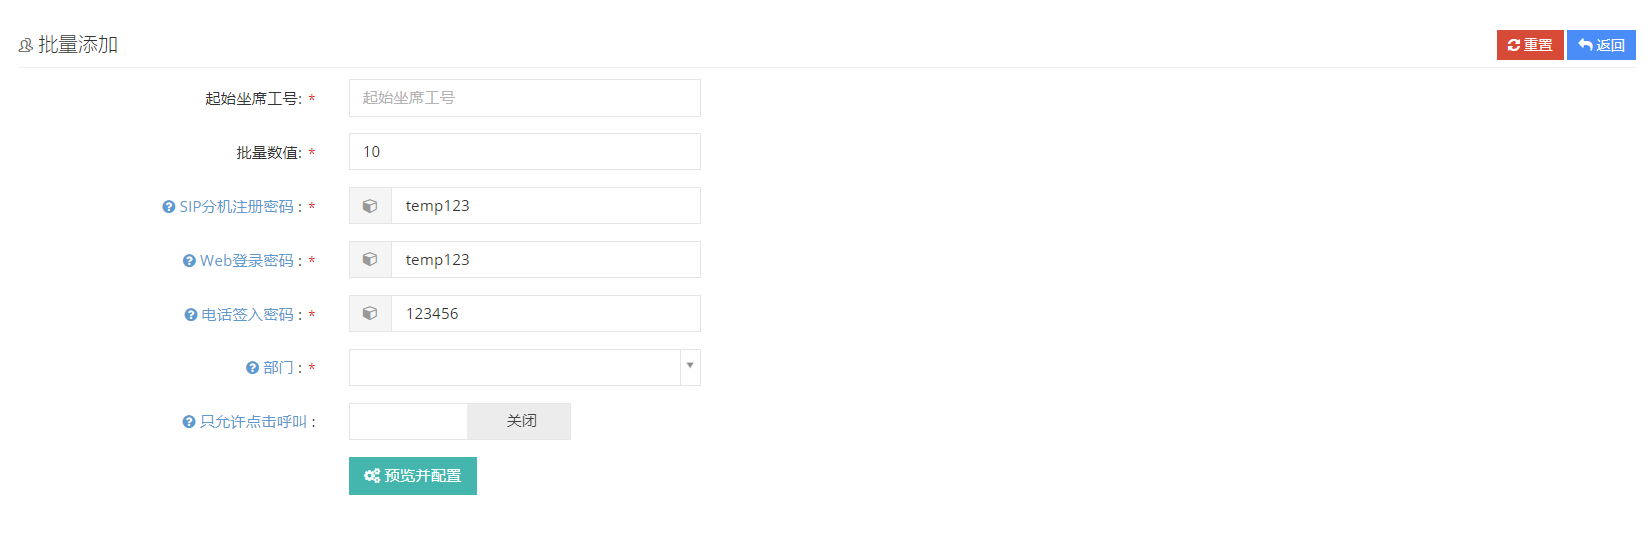 批量添加
重置 返回
起始坐席工号: * 起始坐席工号
批量数值: * 10
SIP分机注册密码 : * temp123
Web登录密码 : * temp123
电话签入密码 : * 123456
部门 : *
只允许点击呼叫 : 关闭
预览并配置